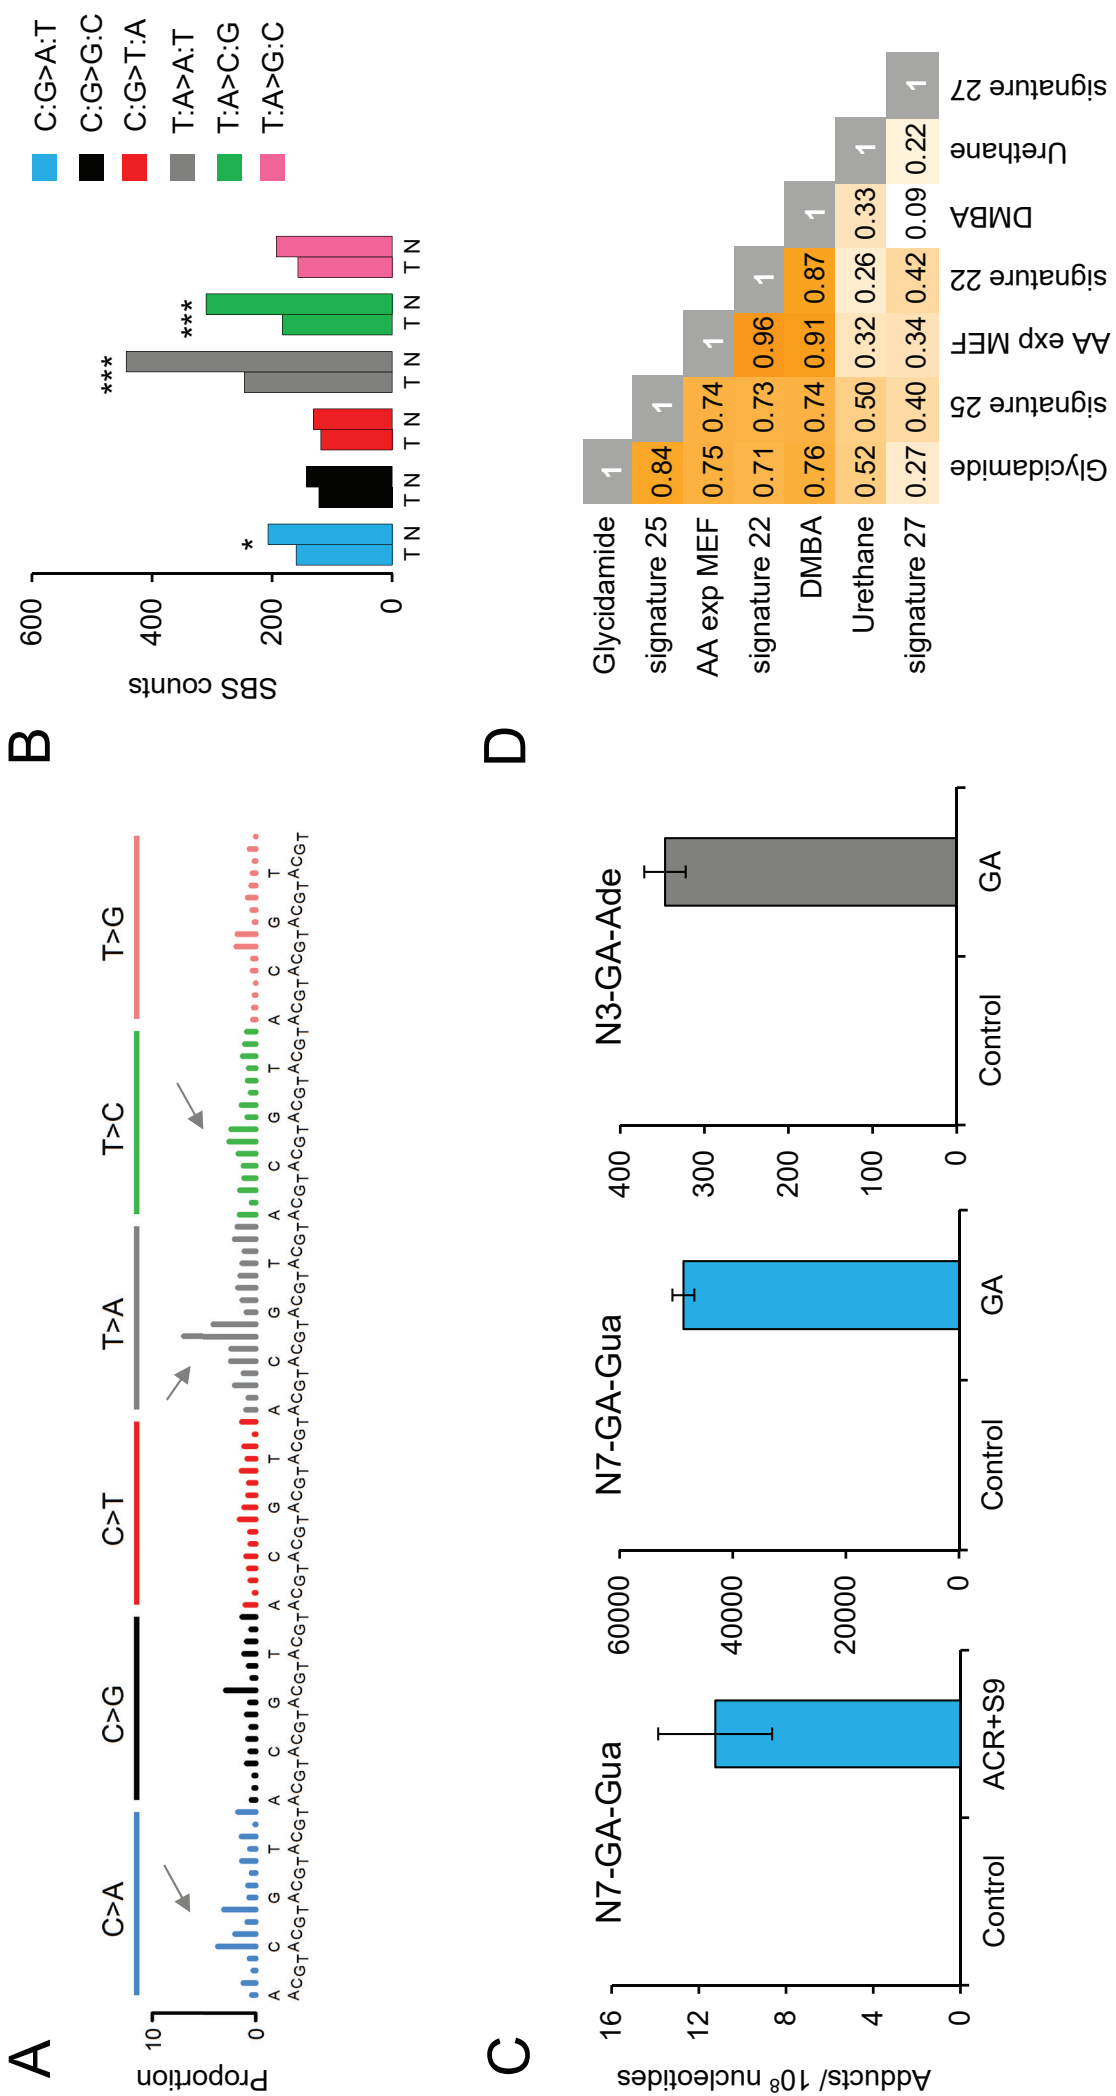 A
C>A C>G C>T T>A T>C T>G
Proportion
10
0
A C G T A C G T A C G T A C G T A C G T A C G T
ACGTACGTACGTACGTACGTACGTACGTACGTACGTACGTACGTACGTACGTACGTACGTACGTACGTACGTACGTACGTACGTACGTACGTACGT
B
SBS counts
600
400
200
0
* *** ***
T N T N T N T N T N T N
C:G>A:T
C:G>G:C
C:G>T:A
T:A>A:T
T:A>C:G
T:A>G:C
C
Adducts/ 10⁸ nucleotides
N7-GA-Gua
16
12
8
4
0
Control ACR+S9
N7-GA-Gua
60000
40000
20000
0
Control GA
N3-GA-Ade
400
300
200
100
0
Control GA
D
Glycidamide 1
signature 25 0.84 1
AA exp MEF 0.75 0.74 1
signature 22 0.71 0.73 0.96 1
DMBA 0.76 0.74 0.91 0.87 1
Urethane 0.52 0.50 0.32 0.26 0.33 1
signature 27 0.27 0.40 0.34 0.42 0.09 0.22 1
Glycidamide
signature 25
AA exp MEF
signature 22
DMBA
Urethane
signature 27